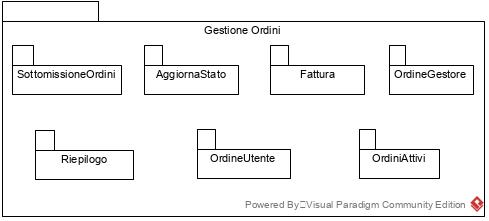 Gestione Ordini
SottomissioneOrdini
AggiornaStato
Fattura
OrdineGestore
Riepilogo
OrdineUtente
OrdiniAttivi
Powered By Visual Paradigm Community Edition